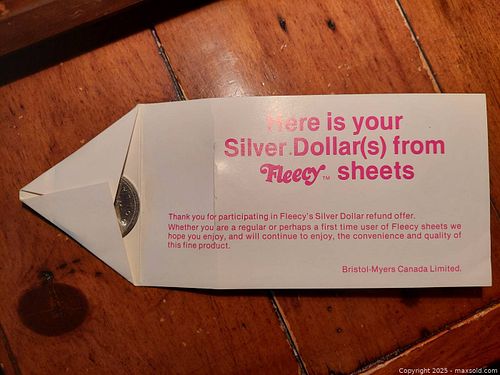 Here is your
Silver Dollar(s) from
Fleecy™ sheets
Thank you for participating in Fleecy's Silver Dollar refund offer.
Whether you are a regular or perhaps a first time user of Fleecy sheets we
hope you enjoy, and will continue to enjoy, the convenience and quality of
this fine product.
Bristol-Myers Canada Limited.
Copyright 2025 - maxsold.com